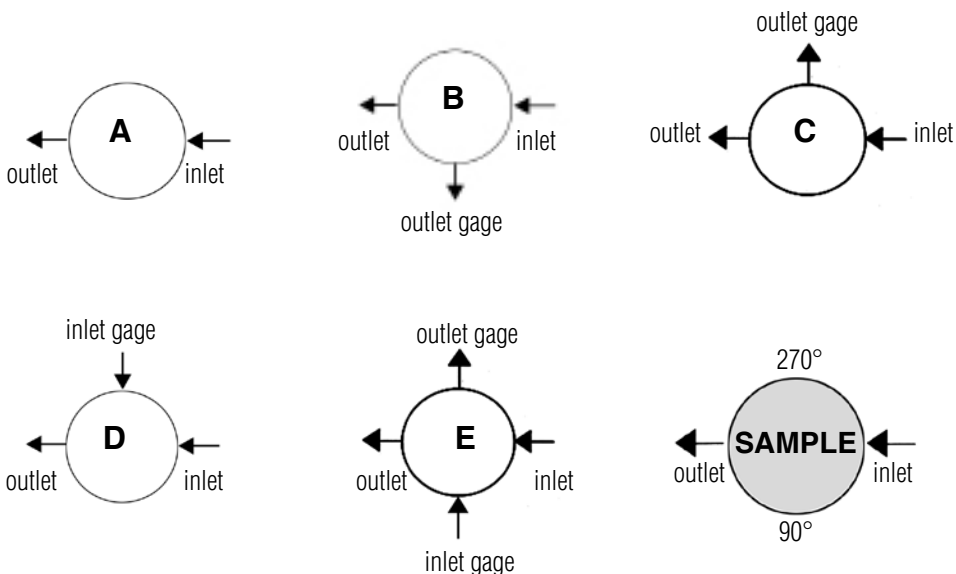 A
outlet
inlet
B
outlet
inlet
outlet gage
outlet gage
C
outlet
inlet
inlet gage
D
outlet
inlet
outlet gage
E
outlet
inlet
inlet gage
270°
SAMPLE
outlet
inlet
90°